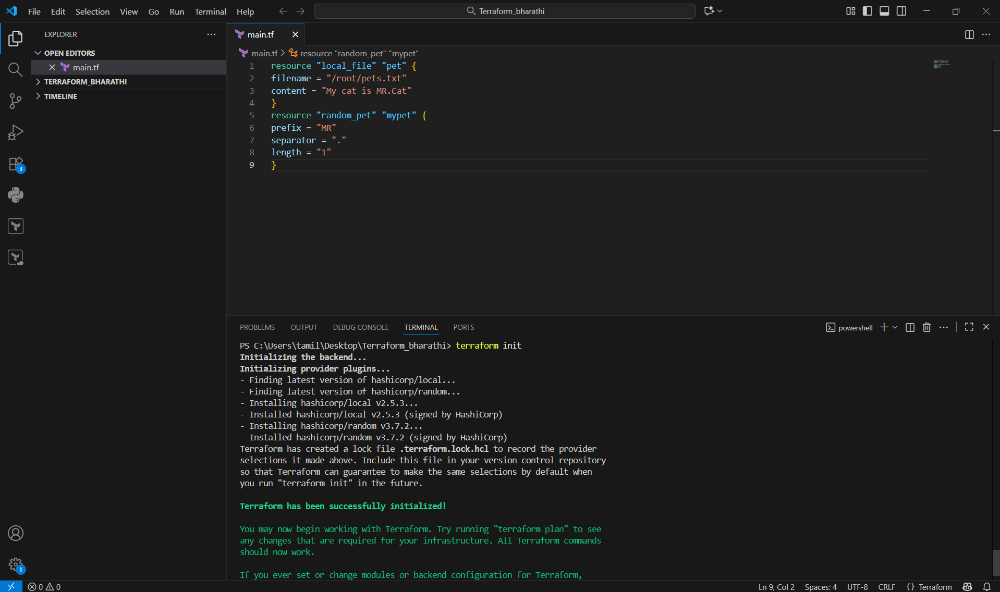 File Edit Selection View Go Run Terminal Help
Terraform_bharathi
EXPLORER
OPEN EDITORS
main.tf
TERRAFORM_BHARATHI
TIMELINE
3
1
main.tf
main.tf > resource "random_pet" "mypet"
1 resource "local_file" "pet" {
2 filename = "/root/pets.txt"
3 content = "My cat is MR.Cat"
4 }
5 resource "random_pet" "mypet" {
6 prefix = "MR"
7 separator = "."
8 length = "1"
9 }
PROBLEMS OUTPUT DEBUG CONSOLE TERMINAL PORTS
powershell
PS C:\Users\tamil\Desktop\Terraform_bharathi> terraform init
Initializing the backend...
Initializing provider plugins...
- Finding latest version of hashicorp/local...
- Finding latest version of hashicorp/random...
- Installing hashicorp/local v2.5.3...
- Installed hashicorp/local v2.5.3 (signed by HashiCorp)
- Installing hashicorp/random v3.7.2...
- Installed hashicorp/random v3.7.2 (signed by HashiCorp)
Terraform has created a lock file .terraform.lock.hcl to record the provider
selections it made above. Include this file in your version control repository
so that Terraform can guarantee to make the same selections by default when
you run "terraform init" in the future.
Terraform has been successfully initialized!
You may now begin working with Terraform. Try running "terraform plan" to see
any changes that are required for your infrastructure. All Terraform commands
should now work.
If you ever set or change modules or backend configuration for Terraform,
0 0
Ln 9, Col 2 Spaces: 4 UTF-8 CRLF {} Terraform